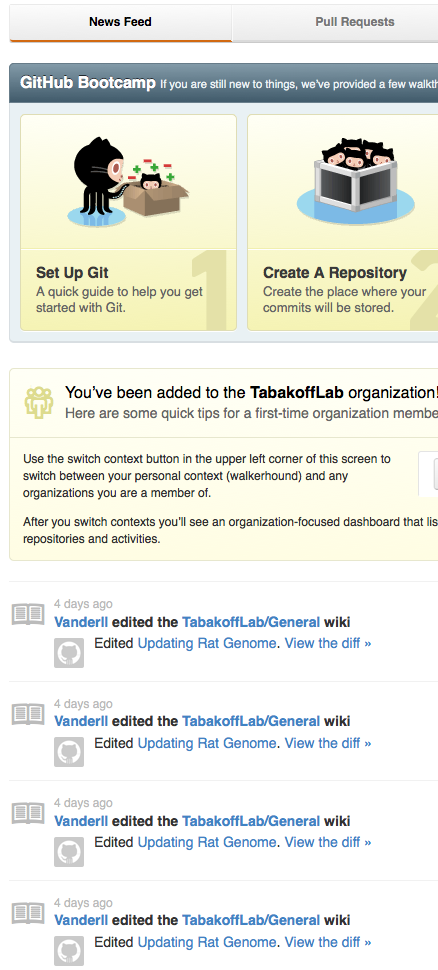 News Feed
Pull Requests
GitHub Bootcamp If you are still new to things, we've provided a few
Set Up Git
A quick guide to help you get
started with Git.
1
Create A Repository
Create the place where your
commits will be stored.
2
You've been added to the TabakoffLab organization!
Here are some quick tips for a first-time organization
Use the switch context button in the upper left corner of this screen to
switch between your personal context (walkerhound) and any
organizations you are a member of.
After you switch contexts you'll see an organization-focused dashboard that
repositories and activities.
4 days ago
Vanderll edited the TabakoffLab/General wiki
Edited Updating Rat Genome. View the diff »
4 days ago
Vanderll edited the TabakoffLab/General wiki
Edited Updating Rat Genome. View the diff »
4 days ago
Vanderll edited the TabakoffLab/General wiki
Edited Updating Rat Genome. View the diff »
4 days ago
Vanderll edited the TabakoffLab/General wiki
Edited Updating Rat Genome. View the diff »